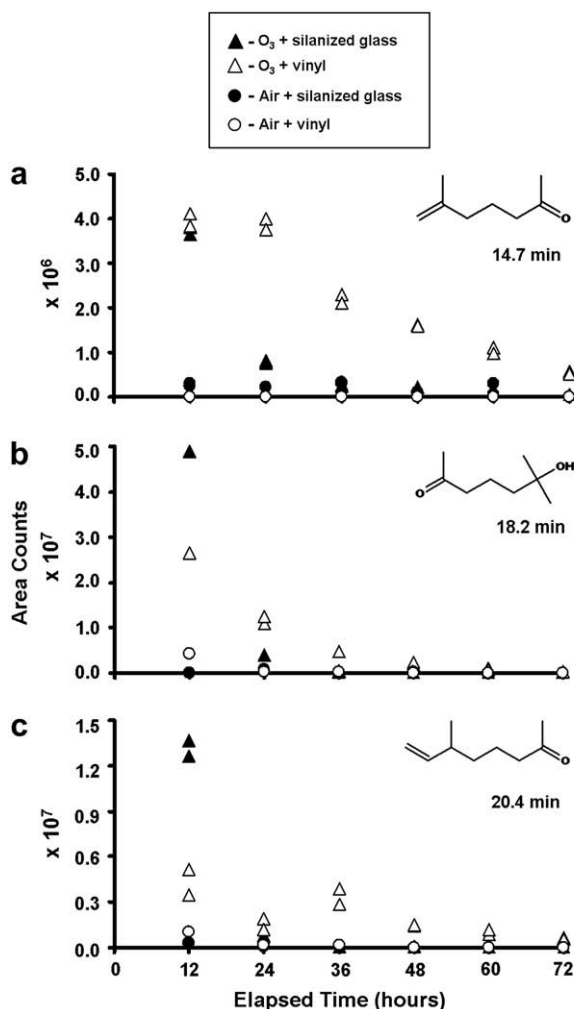 ▲ - O₃ + silanized glass
△ - O₃ + vinyl
● - Air + silanized glass
○ - Air + vinyl
a
5.0
4.0
3.0
2.0
1.0
0.0
x 10⁶
O
14.7 min
b
5.0
4.0
3.0
2.0
1.0
0.0
Area Counts
x 10⁷
O
OH
18.2 min
c
1.5
1.2
0.9
0.6
0.3
0.0
x 10⁷
O
20.4 min
0 12 24 36 48 60 72
Elapsed Time (hours)